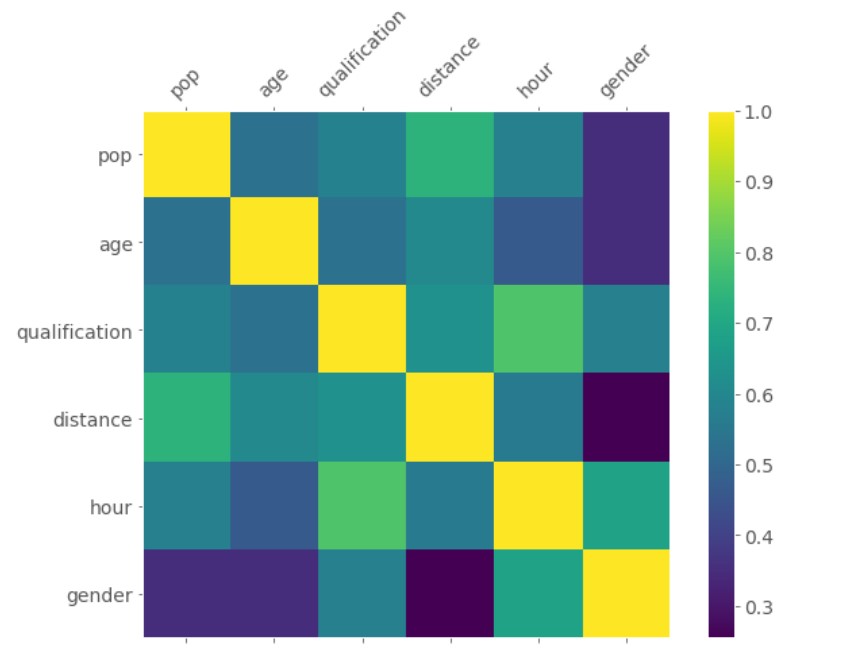 pop age qualification distance hour gender
pop
age
qualification
distance
hour
gender
1.0
0.9
0.8
0.7
0.6
0.5
0.4
0.3